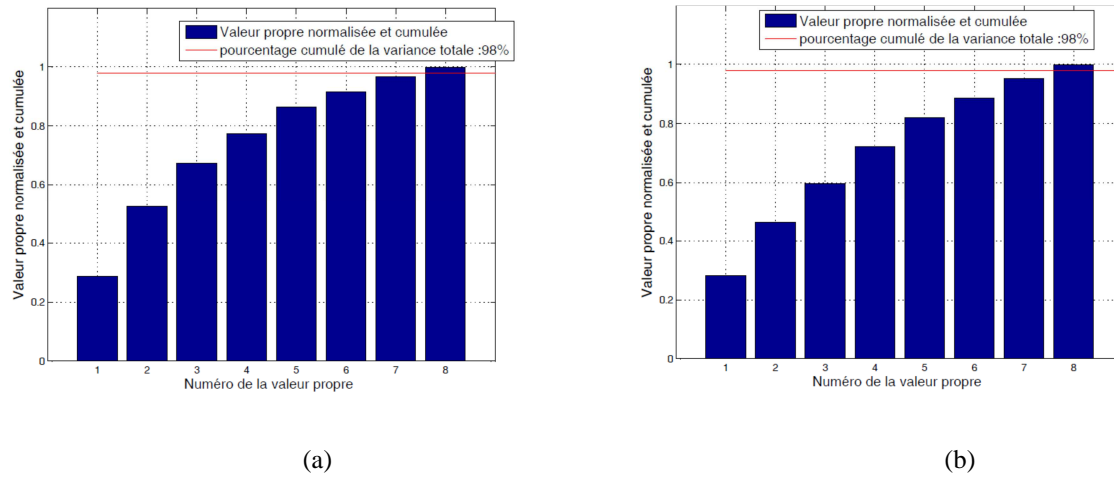 Valeur propre normalisée et cumulée
pourcentage cumulé de la variance totale :98%
Valeur propre normalisée et cumulée
1
0.8
0.6
0.4
0.2
0
1 2 3 4 5 6 7 8
Numéro de la valeur propre
(a)
Valeur propre normalisée et cumulée
pourcentage cumulé de la variance totale :98%
Valeur propre normalisée et cumulée
1
0.8
0.6
0.4
0.2
0
1 2 3 4 5 6 7 8
Numéro de la valeur propre
(b)